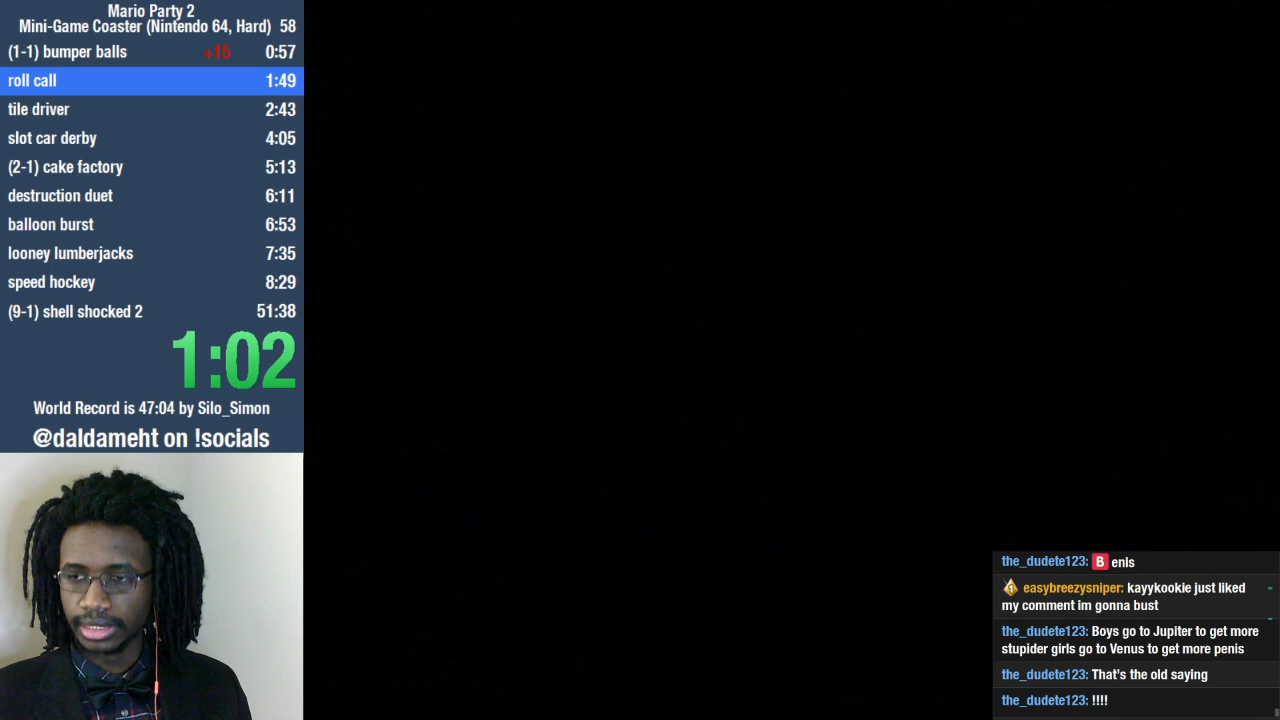 Mario Party 2
Mini-Game Coaster (Nintendo 64, Hard) 58
(1-1) bumper balls +15 0:57
roll call 1:49
tile driver 2:43
slot car derby 4:05
(2-1) cake factory 5:13
destruction duet 6:11
balloon burst 6:53
looney lumberjacks 7:35
speed hockey 8:29
(9-1) shell shocked 2 51:38
1:02
World Record is 47:04 by Silo_Simon
@daldameht on !socials
the_dudete123: B enls
1 easybreezysniper: kayykookie just liked
my comment im gonna bust
the_dudete123: Boys go to Jupiter to get more
stupider girls go to Venus to get more penis
the_dudete123: That's the old saying
the_dudete123: !!!!